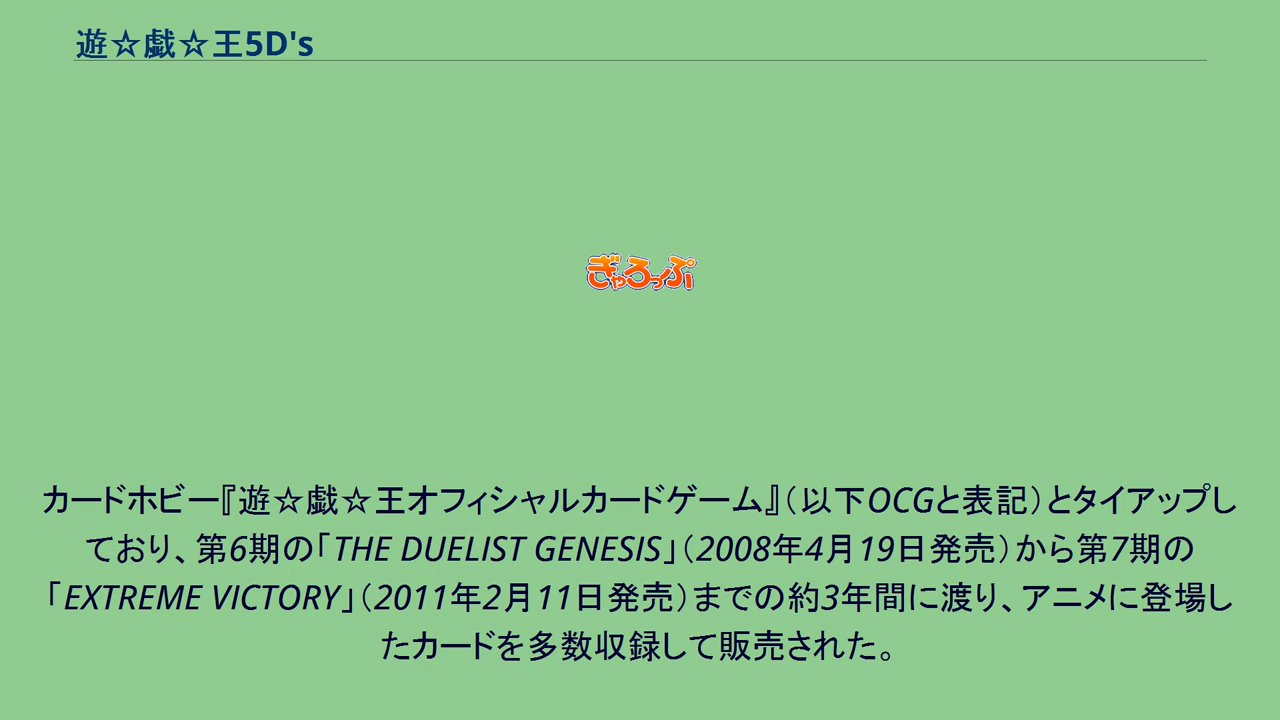 遊☆戯☆王5D's
ぎゃろっぷ
カードホビー『遊☆戯☆王オフィシャルカードゲーム』（以下OCGと表記）とタイアップし
ており、第6期の「THE DUELIST GENESIS」（2008年4月19日発売）から第7期の
「EXTREME VICTORY」（2011年2月11日発売）までの約3年間に渡り、アニメに登場し
たカードを多数収録して販売された。